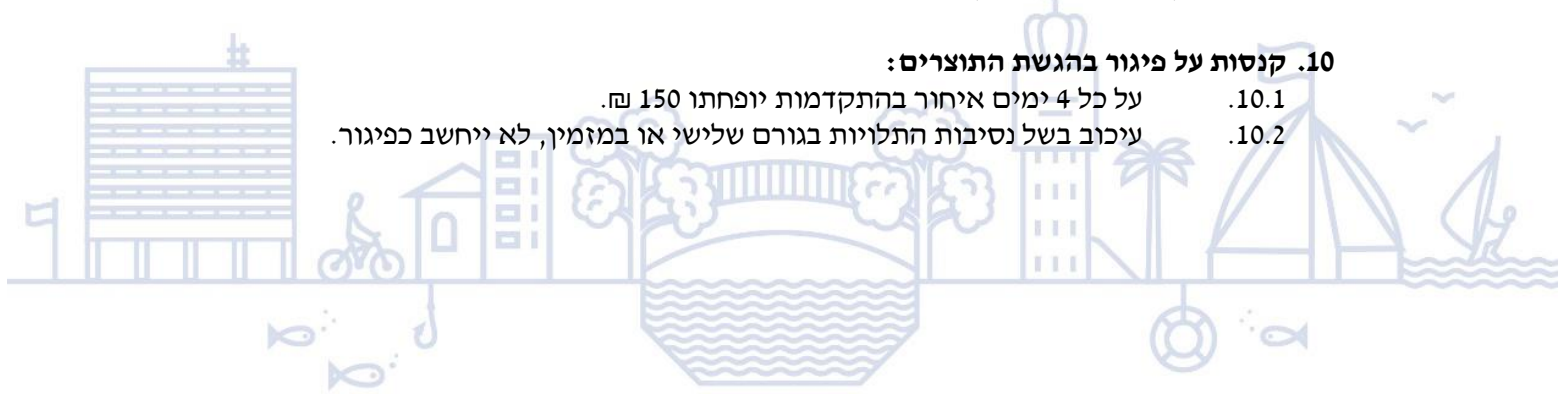 10. קנסות על פיגור בהגשת התוצרים:
10.1. על כל 4 ימים איחור בהתקדמות יופחתו 150 ₪.
10.2. עיכוב בשל נסיבות התלויות בגורם שלישי או במזמין, לא ייחשב כפיגור.